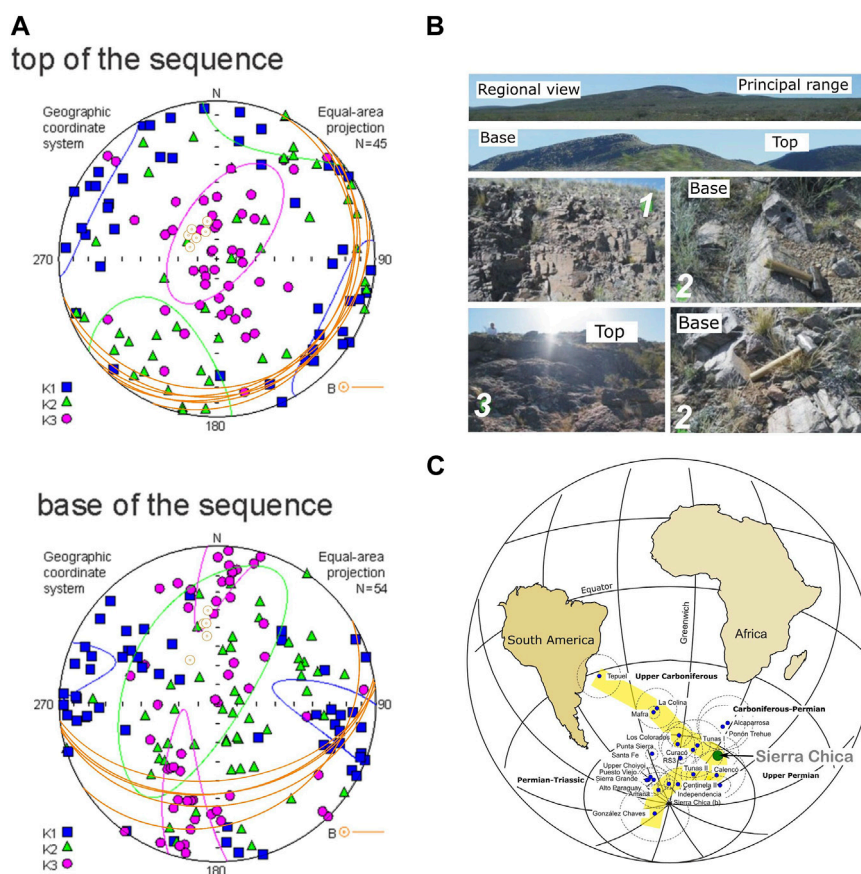 A
top of the sequence
Geographic
coordinate
system
N
Equal-area
projection
N=45
270
90
K1
K2
K3
B
180
base of the sequence
Geographic
coordinate
system
N
Equal-area
projection
N=54
270
90
K1
K2
K3
B
180
B
Regional view
Principal range
Base
Top
1
Base
2
Top
3
Base
2
C
Equator
Greenwich
South America
Africa
Tepuel
Upper Carboniferous
La Colina
Mafra
Carboniferous-Permian
Alcaparrosa
Ponón Trehue
Los Colorados
Tunas I
Punta Sierra
Curacó
Sierra Chica
Santa Fe
RS3
Upper Choiyoi
Tunas II
Calencó
Upper Permian
Permian-Triassic
Puesto Viejo
Sierra Grande
Centinela II
Alto Paraguay
Independencia
Amaná
Sierra Chica (b)
González Chaves